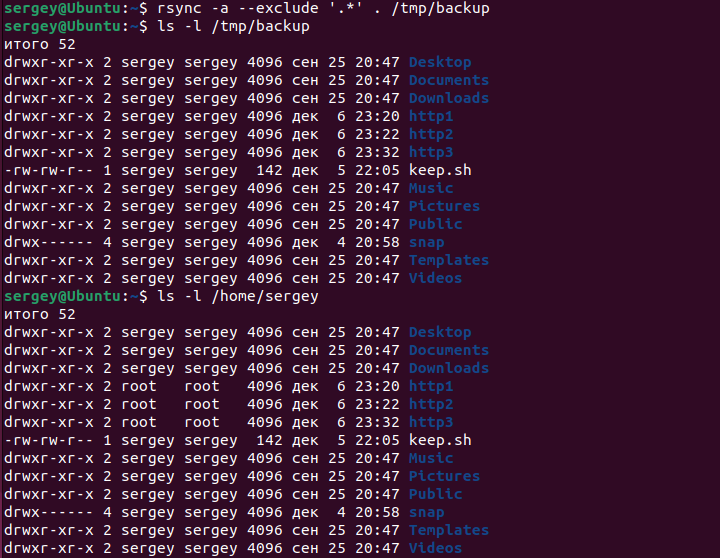 sergey@Ubuntu:~$ rsync -a --exclude '.*' . /tmp/backup
sergey@Ubuntu:~$ ls -l /tmp/backup
итого 52
drwxr-xr-x 2 sergey sergey 4096 сен 25 20:47 Desktop
drwxr-xr-x 2 sergey sergey 4096 сен 25 20:47 Documents
drwxr-xr-x 2 sergey sergey 4096 сен 25 20:47 Downloads
drwxr-xr-x 2 sergey sergey 4096 дек  6 23:20 http1
drwxr-xr-x 2 sergey sergey 4096 дек  6 23:22 http2
drwxr-xr-x 2 sergey sergey 4096 дек  6 23:32 http3
-rw-rw-r-- 1 sergey sergey  142 дек  5 22:05 keep.sh
drwxr-xr-x 2 sergey sergey 4096 сен 25 20:47 Music
drwxr-xr-x 2 sergey sergey 4096 сен 25 20:47 Pictures
drwxr-xr-x 2 sergey sergey 4096 сен 25 20:47 Public
drwx------ 4 sergey sergey 4096 дек  4 20:58 snap
drwxr-xr-x 2 sergey sergey 4096 сен 25 20:47 Templates
drwxr-xr-x 2 sergey sergey 4096 сен 25 20:47 Videos
sergey@Ubuntu:~$ ls -l /home/sergey
итого 52
drwxr-xr-x 2 sergey sergey 4096 сен 25 20:47 Desktop
drwxr-xr-x 2 sergey sergey 4096 сен 25 20:47 Documents
drwxr-xr-x 2 sergey sergey 4096 сен 25 20:47 Downloads
drwxr-xr-x 2 root   root   4096 дек  6 23:20 http1
drwxr-xr-x 2 root   root   4096 дек  6 23:22 http2
drwxr-xr-x 2 root   root   4096 дек  6 23:32 http3
-rw-rw-r-- 1 sergey sergey  142 дек  5 22:05 keep.sh
drwxr-xr-x 2 sergey sergey 4096 сен 25 20:47 Music
drwxr-xr-x 2 sergey sergey 4096 сен 25 20:47 Pictures
drwxr-xr-x 2 sergey sergey 4096 сен 25 20:47 Public
drwx------ 4 sergey sergey 4096 дек  4 20:58 snap
drwxr-xr-x 2 sergey sergey 4096 сен 25 20:47 Templates
drwxr-xr-x 2 sergey sergey 4096 сен 25 20:47 Videos